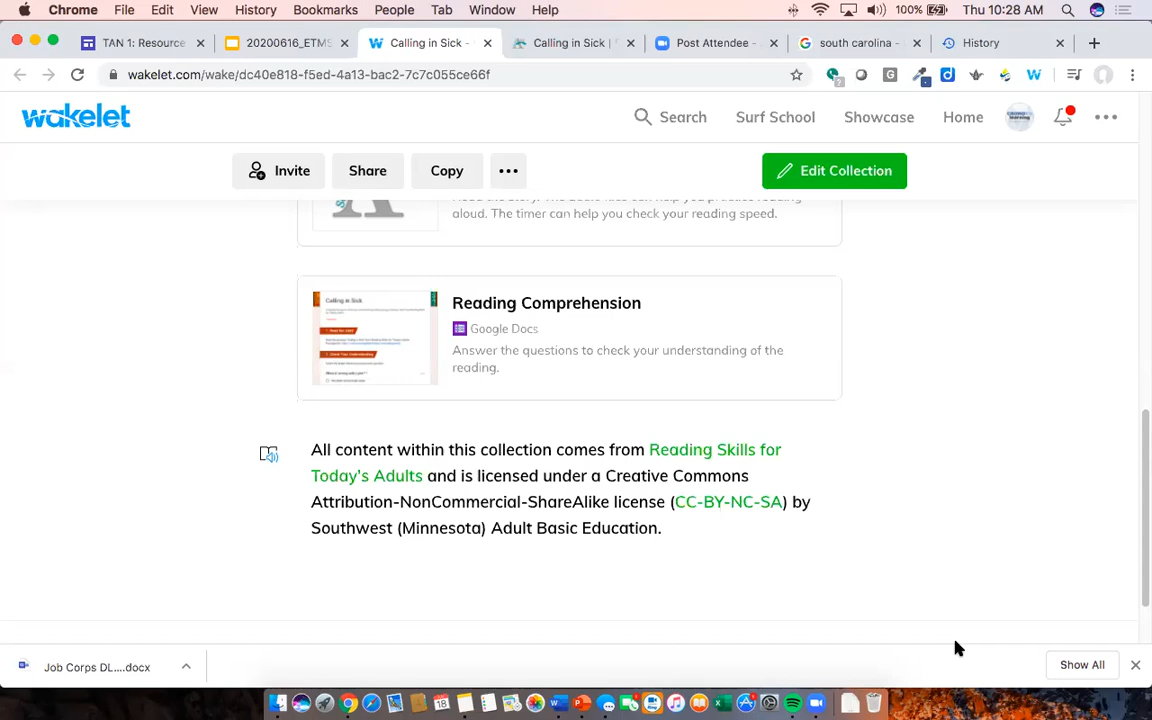 Chrome File Edit View History Bookmarks People Tab Window Help 100% Thu 10:28 AM
TAN 1: Resource 20200616_ETMS Calling in Sick - Calling in Sick | Post Attendee - south carolina - History
wakelet.com/wake/dc40e818-f5ed-4a13-bac2-7c7c055ce66f
wakelet Search Surf School Showcase Home
Invite Share Copy Edit Collection
aloud. The timer can help you check your reading speed.
Reading Comprehension
Google Docs
Answer the questions to check your understanding of the
reading.
Calling in Sick
All content within this collection comes from Reading Skills for
Today's Adults and is licensed under a Creative Commons
Attribution-NonCommercial-ShareAlike license (CC-BY-NC-SA) by
Southwest (Minnesota) Adult Basic Education.
Job Corps DL....docx Show All
18